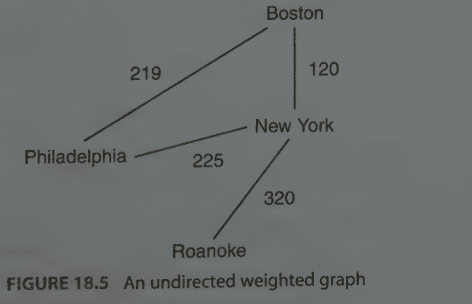 Boston
219
120
New York
Philadelphia
225
320
Roanoke
FIGURE 18.5 An undirected weighted graph